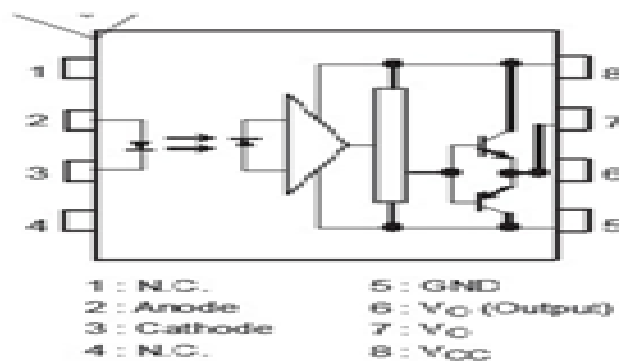 1
2
3
4
8
7
6
5
1 : N.C.
2 : Anode
3 : Cathode
4 : N.C.
5 : GND
6 : VO (Output)
7 : VO
8 : VCC